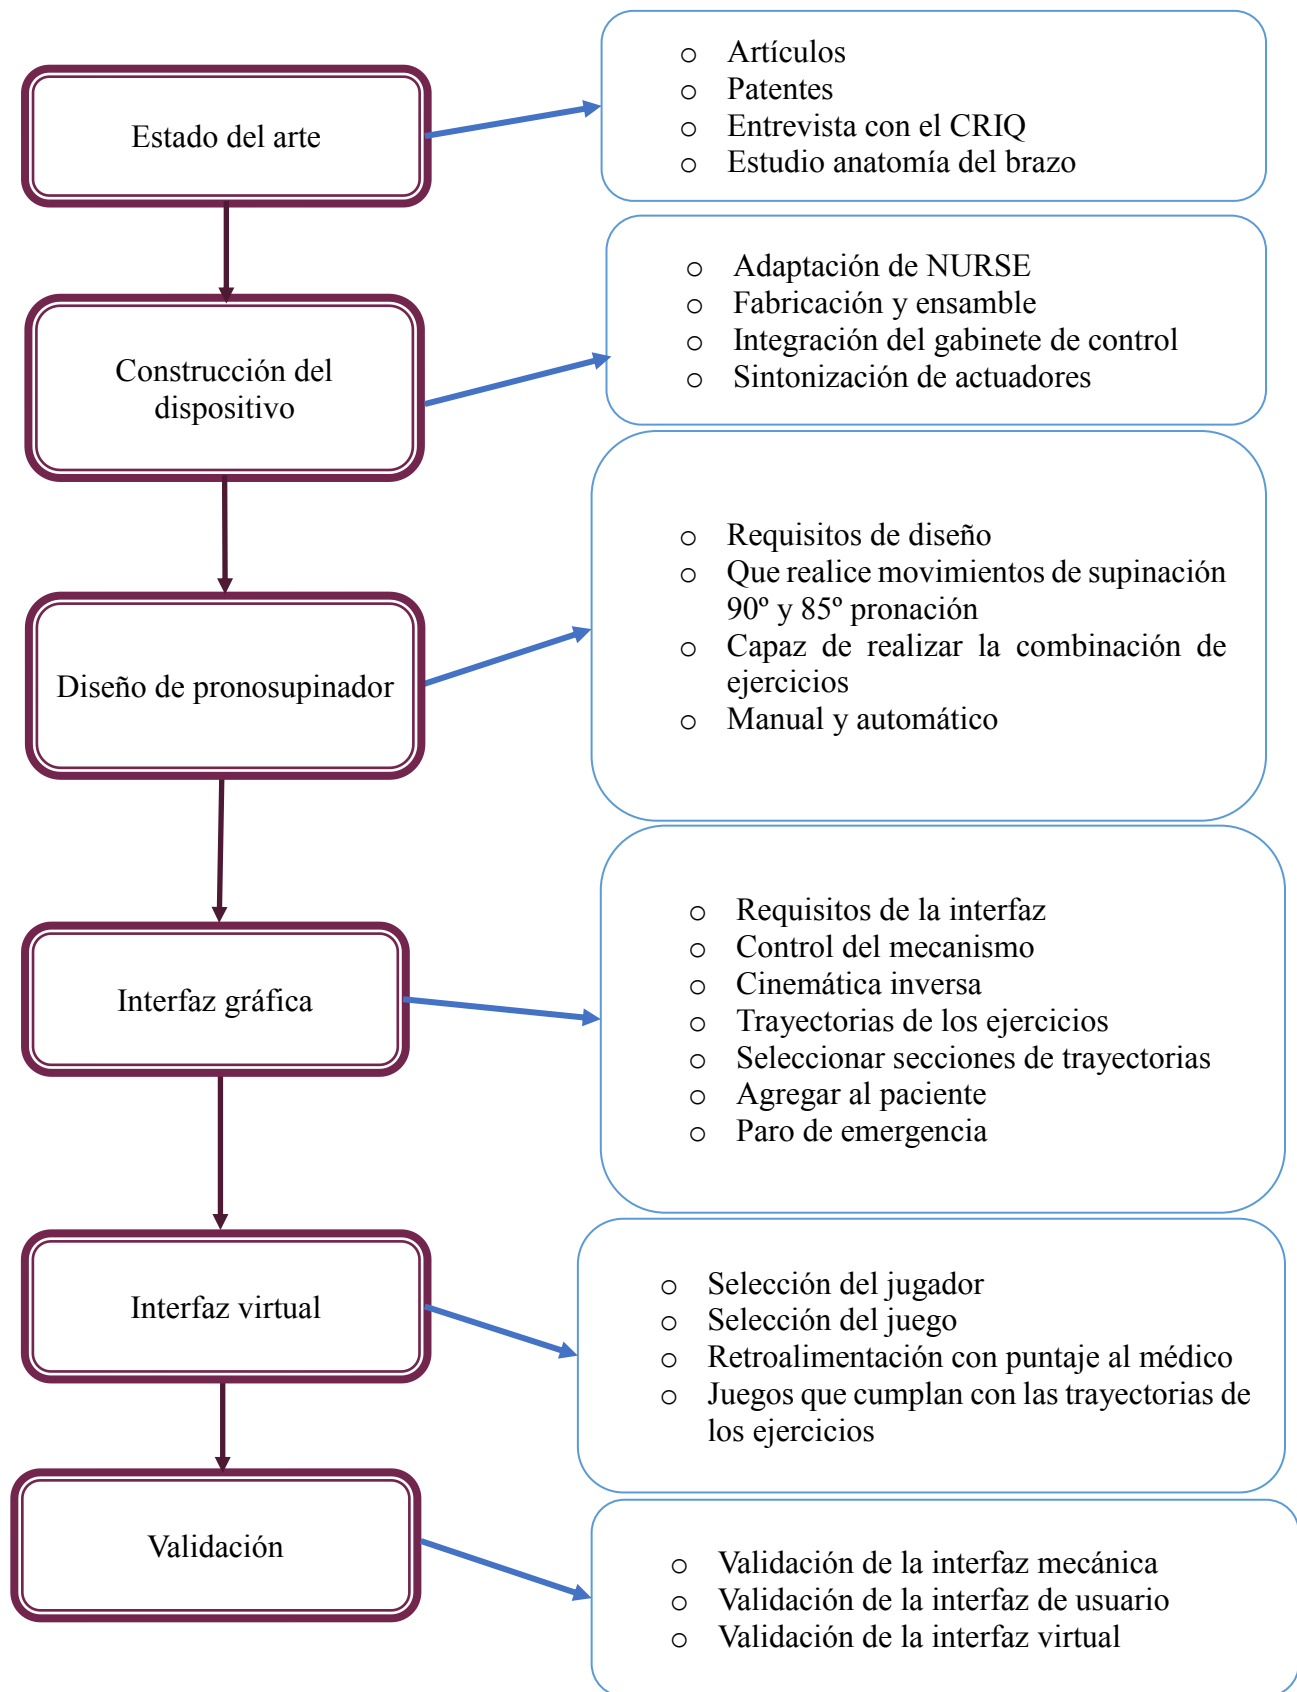 Estado del arte
o Artículos
o Patentes
o Entrevista con el CRIQ
o Estudio anatomía del brazo
Construcción del
dispositivo
o Adaptación de NURSE
o Fabricación y ensamble
o Integración del gabinete de control
o Sintonización de actuadores
Diseño de pronosupinador
o Requisitos de diseño
o Que realice movimientos de supinación
90º y 85º pronación
o Capaz de realizar la combinación de
ejercicios
o Manual y automático
Interfaz gráfica
o Requisitos de la interfaz
o Control del mecanismo
o Cinemática inversa
o Trayectorias de los ejercicios
o Seleccionar secciones de trayectorias
o Agregar al paciente
o Paro de emergencia
Interfaz virtual
o Selección del jugador
o Selección del juego
o Retroalimentación con puntaje al médico
o Juegos que cumplan con las trayectorias de
los ejercicios
Validación
o Validación de la interfaz mecánica
o Validación de la interfaz de usuario
o Validación de la interfaz virtual